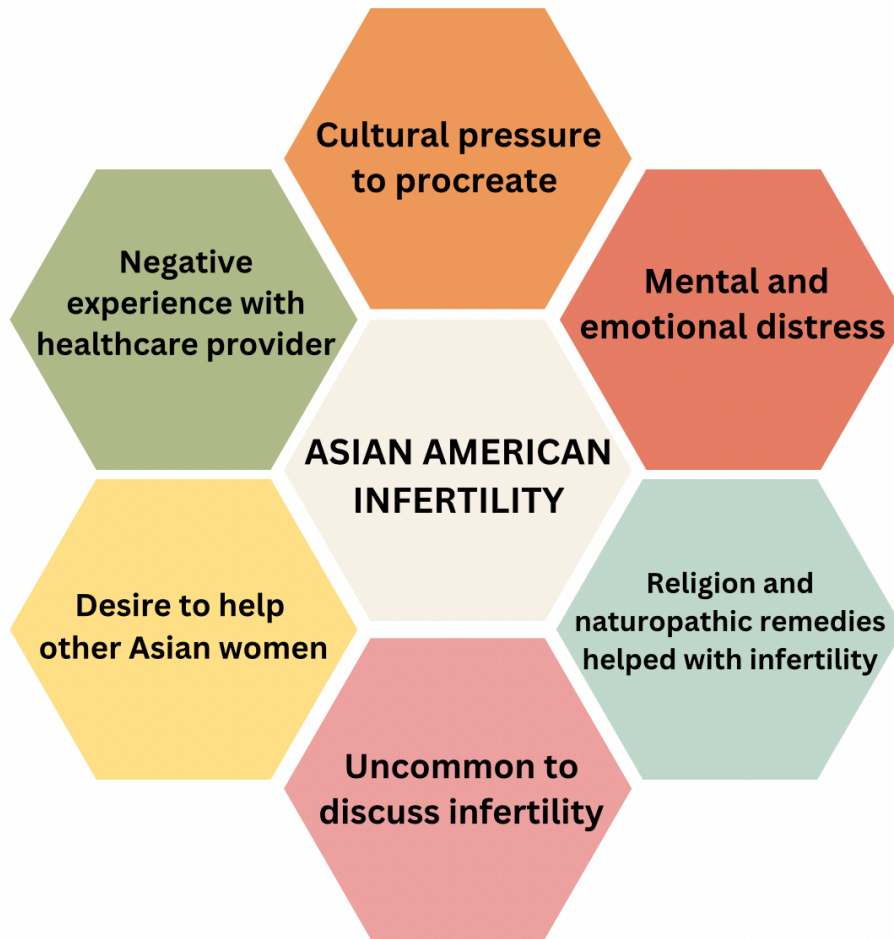 Cultural pressure
to procreate
Negative
experience with
healthcare provider
Mental and
emotional distress
ASIAN AMERICAN
INFERTILITY
Desire to help
other Asian women
Religion and
naturopathic remedies
helped with infertility
Uncommon to
discuss infertility